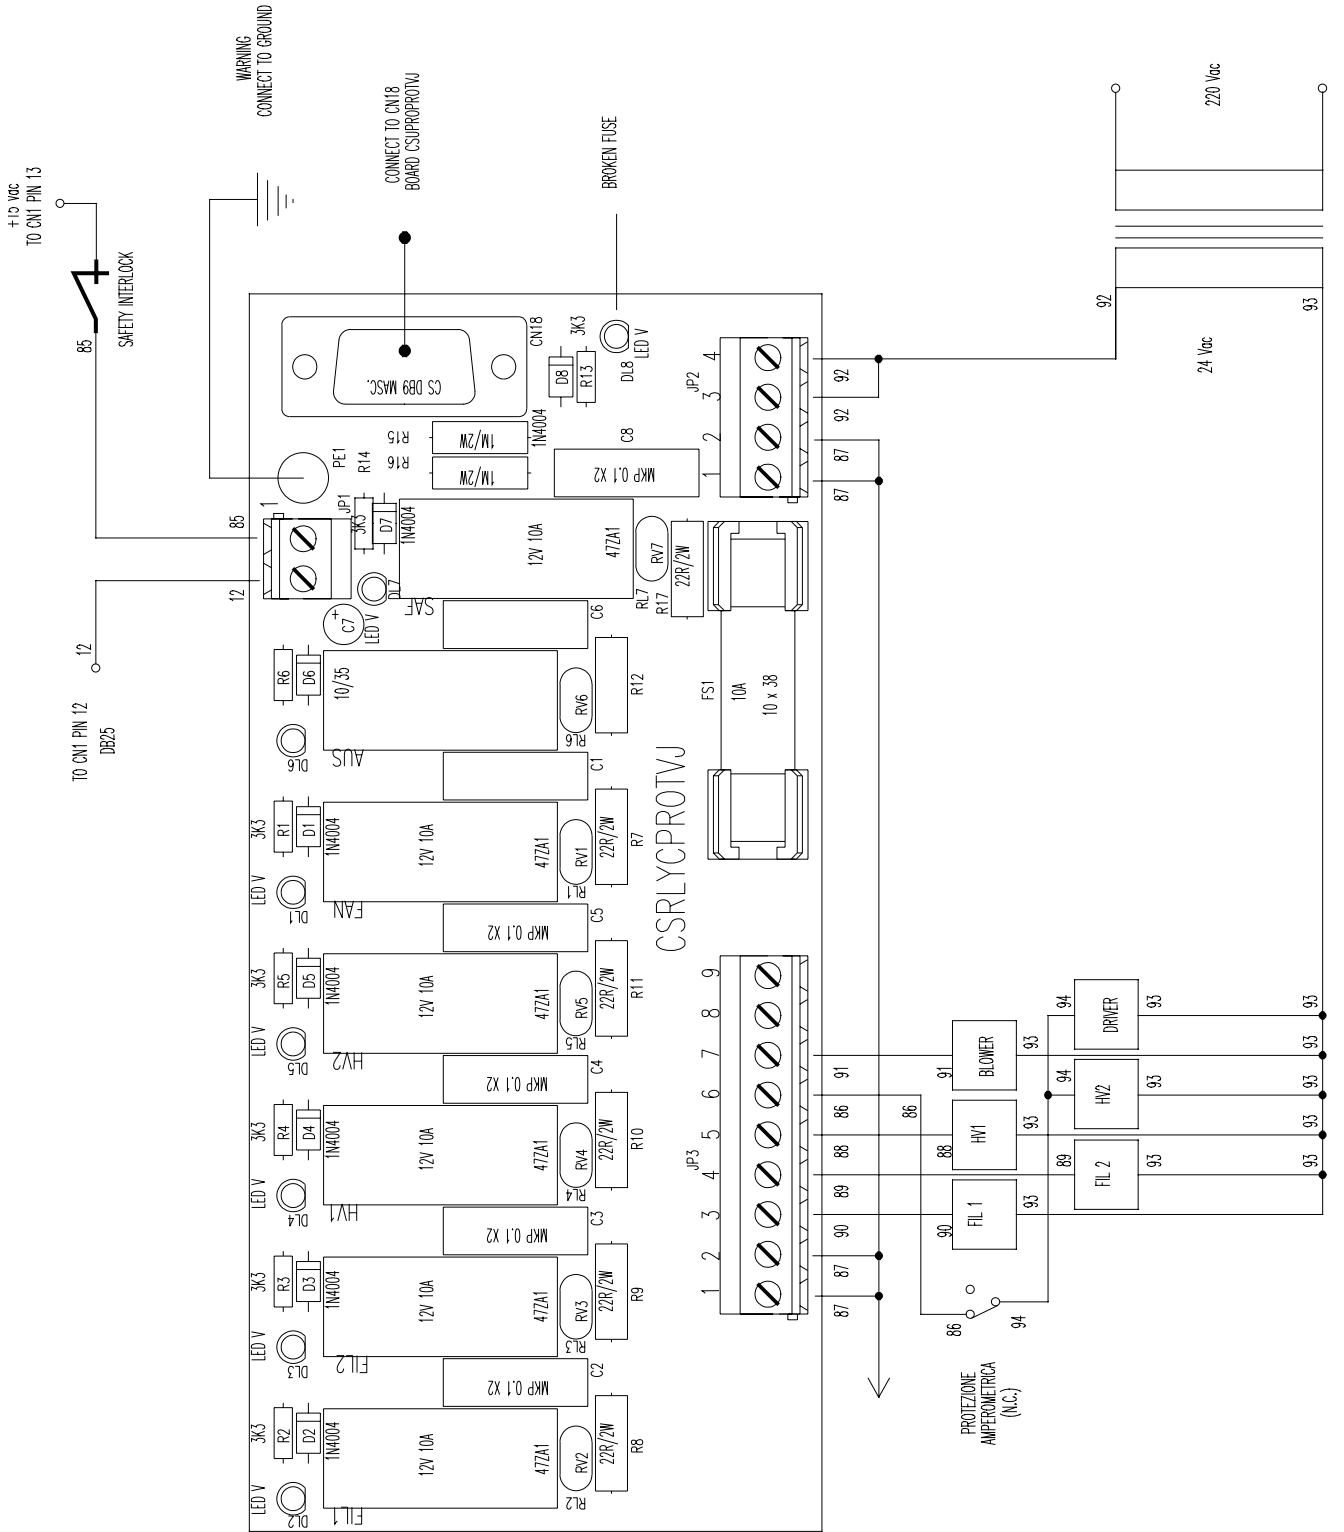 +15 Vac
TO CN1 PIN 13
WARNING
CONNECT TO GROUND
85
SAFETY INTERLOCK
CONNECT TO CN18
BOARD CSUPROPROTVJ
BROKEN FUSE
TO CN1 PIN 12
DB25
12
12
85
1
JP1
PE1
CS DB9 MASC.
CN18
D8
R13
3K3
DL8
LED V
R15
1M/2W
1N4004
R14
R16
1M/2W
3K3
D7
1N4004
DL7
SAF
12V 10A
47ZA1
RL7
RV7
R17
22R/2W
C8
MKP 0.1 X2
JP2
4
3
2
1
92
92
87
87
+
C7
LED V
C6
R6
D6
10/35
DL6
AUS
RL6
RV6
R12
C1
FS1
10A
10 x 38
CSRLYCPROTVJ
3K3
R1
D1
1N4004
LED V
DL1
FAN
12V 10A
47ZA1
RV1
RL1
22R/2W
R7
C5
MKP 0.1 X2
3K3
R5
D5
1N4004
LED V
DL5
HV2
12V 10A
47ZA1
RV5
RL5
22R/2W
R11
C4
MKP 0.1 X2
3K3
R4
D4
1N4004
LED V
DL4
HV1
12V 10A
47ZA1
RV4
RL4
22R/2W
R10
C3
MKP 0.1 X2
3K3
R3
D3
1N4004
LED V
DL3
FIL2
12V 10A
47ZA1
RV3
RL3
22R/2W
R9
C2
MKP 0.1 X2
3K3
R2
D2
1N4004
LED V
DL2
FIL1
12V 10A
47ZA1
RV2
RL2
22R/2W
R8
JP3
9
8
7
6
5
4
3
2
1
91
86
88
89
90
87
87
86
91
BLOWER
93
88
HV1
93
90
FIL 1
93
94
DRIVER
93
94
HV2
93
89
FIL 2
93
93
93
93
93
93
86
94
PROTEZIONE
AMPEROMETRICA
(N.C.)
92
93
24 Vac
220 Vac